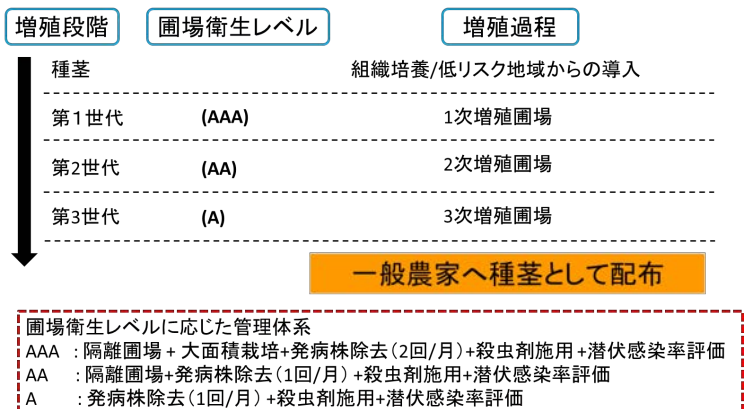 増殖段階 圃場衛生レベル 増殖過程
種茎 組織培養/低リスク地域からの導入
第1世代 (AAA) 1次増殖圃場
第2世代 (AA) 2次増殖圃場
第3世代 (A) 3次増殖圃場
一般農家へ種茎として配布
圃場衛生レベルに応じた管理体系
AAA :隔離圃場 + 大面積栽培+発病株除去(2回/月)+殺虫剤施用+潜伏感染率評価
AA :隔離圃場+発病株除去(1回/月)+殺虫剤施用+潜伏感染率評価
A :発病株除去(1回/月)+殺虫剤施用+潜伏感染率評価